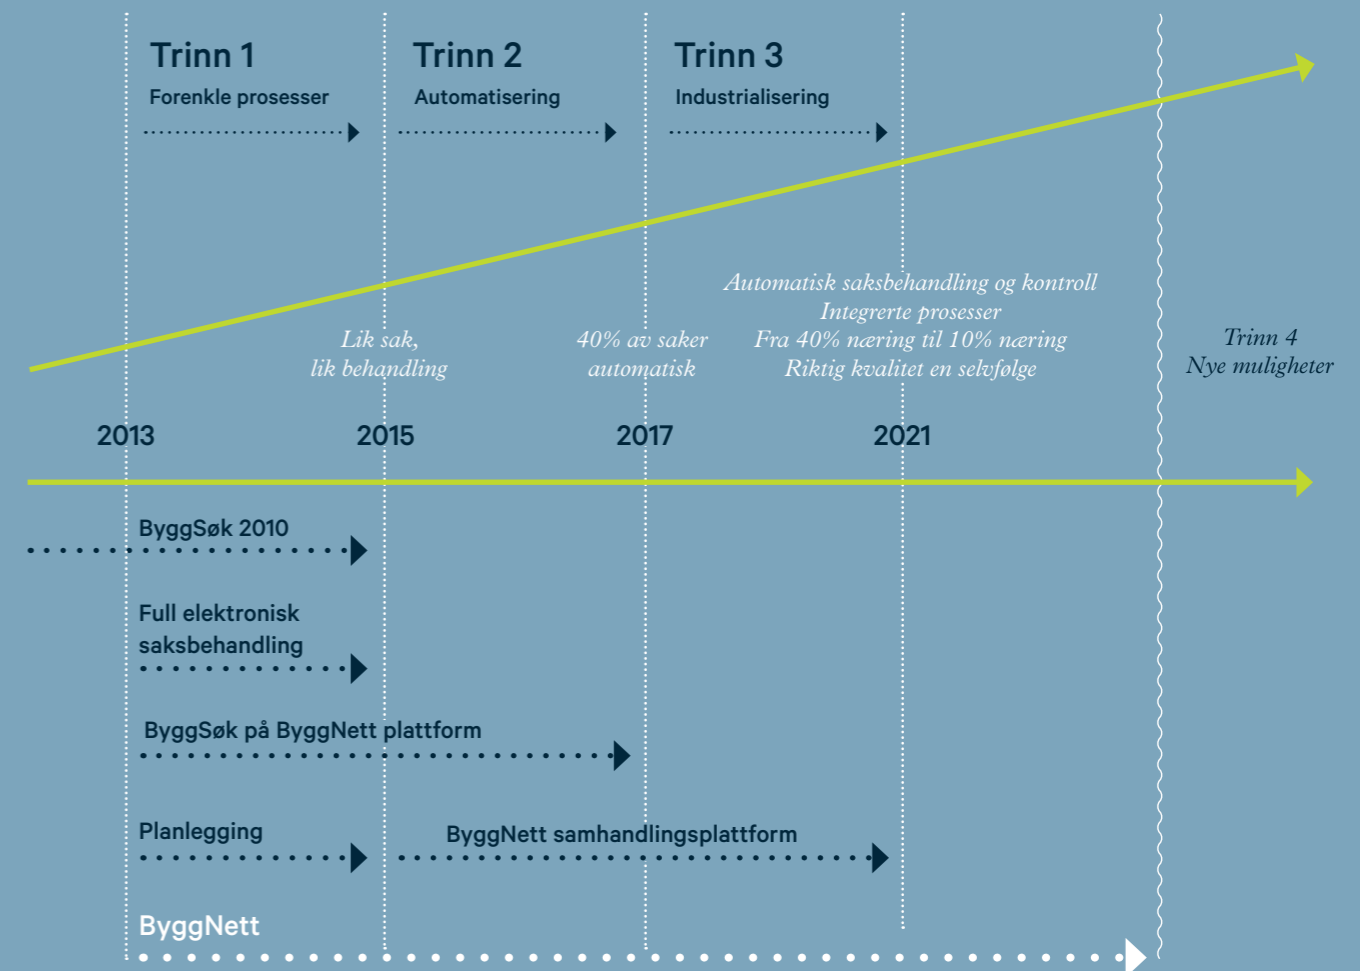 Trinn 1
Forenkle prosesser
Trinn 2
Automatisering
Trinn 3
Industrialisering
Lik sak,
lik behandling
40% av saker
automatisk
Automatisk saksbehandling og kontroll
Integrerte prosesser
Fra 40% næring til 10% næring
Riktig kvalitet en selvfølge
Trinn 4
Nye muligheter
2013
2015
2017
2021
ByggSøk 2010
Full elektronisk
saksbehandling
ByggSøk på ByggNett plattform
Planlegging
ByggNett samhandlingsplattform
ByggNett